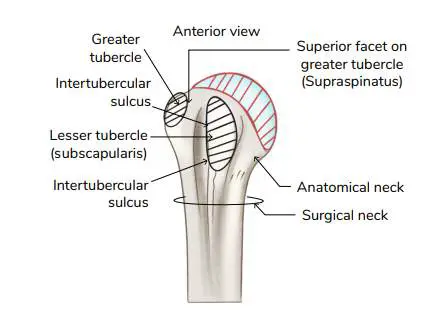 Anterior view
Greater
tubercle
Superior facet on
greater tubercle
(Supraspinatus)
Intertubercular
sulcus
Lesser tubercle
(subscapularis)
Intertubercular
sulcus
Anatomical neck
Surgical neck